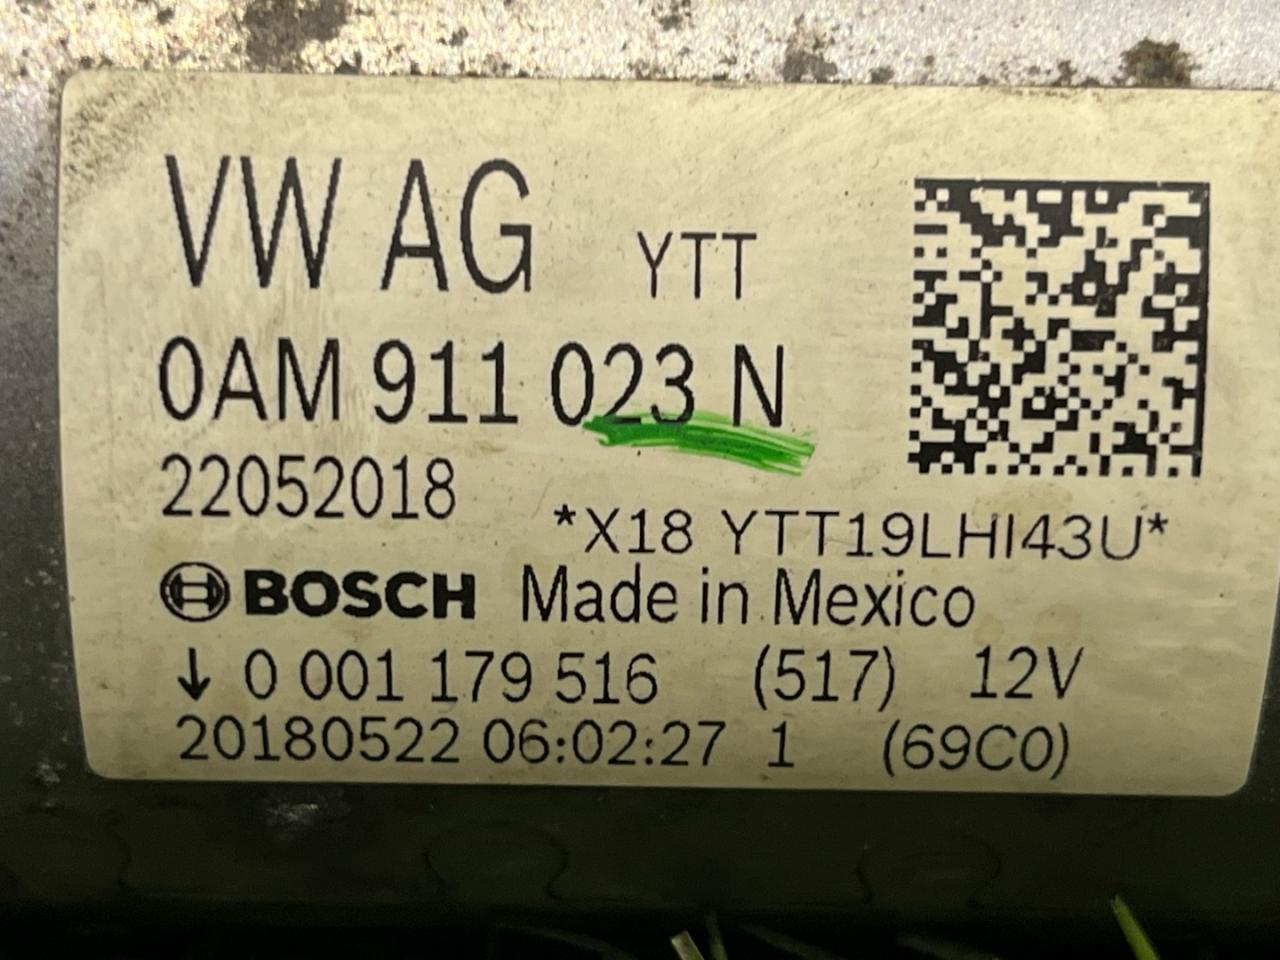 VW AG YTT
0AM 911 023 N
22052018
*X18 YTT19LHI43U*
BOSCH Made in Mexico
↓ 0 001 179 516 (517) 12V
20180522 06:02:27 1 (69C0)